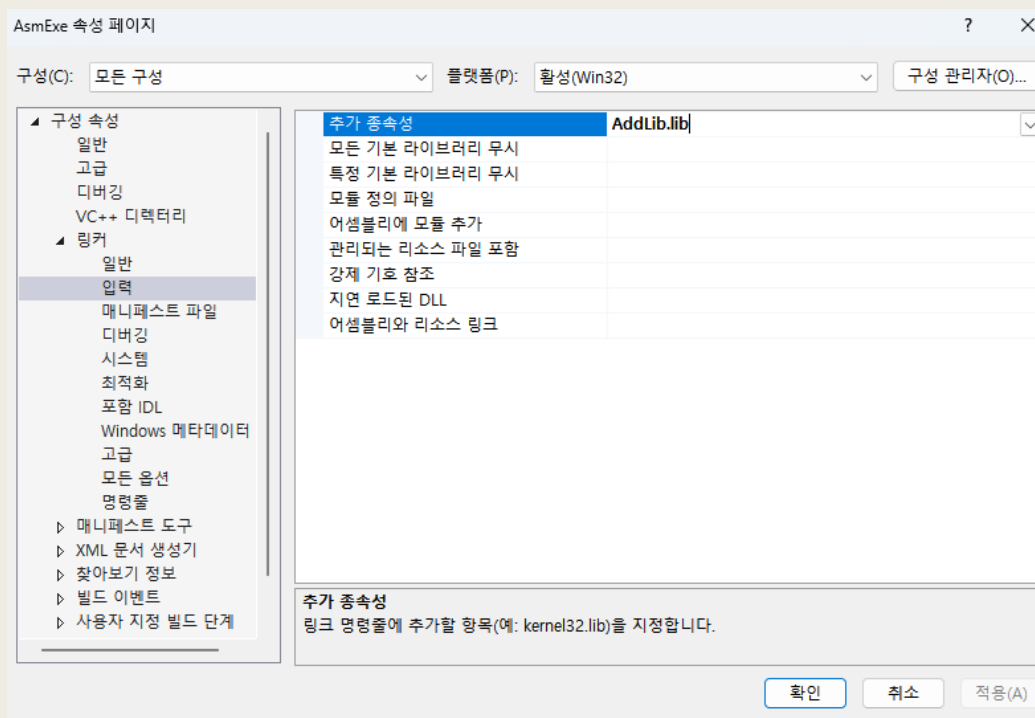 AsmExe 속성 페이지
?
구성(C): 모든 구성 플랫폼(P): 활성(Win32) 구성 관리자(O)...
구성 속성
일반
고급
디버깅
VC++ 디렉터리
링커
일반
입력
매니페스트 파일
디버깅
시스템
최적화
포함 IDL
Windows 메타데이터
고급
모든 옵션
명령줄
매니페스트 도구
XML 문서 생성기
찾아보기 정보
빌드 이벤트
사용자 지정 빌드 단계
추가 종속성 AddLib.lib
모든 기본 라이브러리 무시
특정 기본 라이브러리 무시
모듈 정의 파일
어셈블리에 모듈 추가
관리되는 리소스 파일 포함
강제 기호 참조
지연 로드된 DLL
어셈블리와 리소스 링크
추가 종속성
링크 명령줄에 추가할 항목(예: kernel32.lib)을 지정합니다.
확인 취소 적용(A)